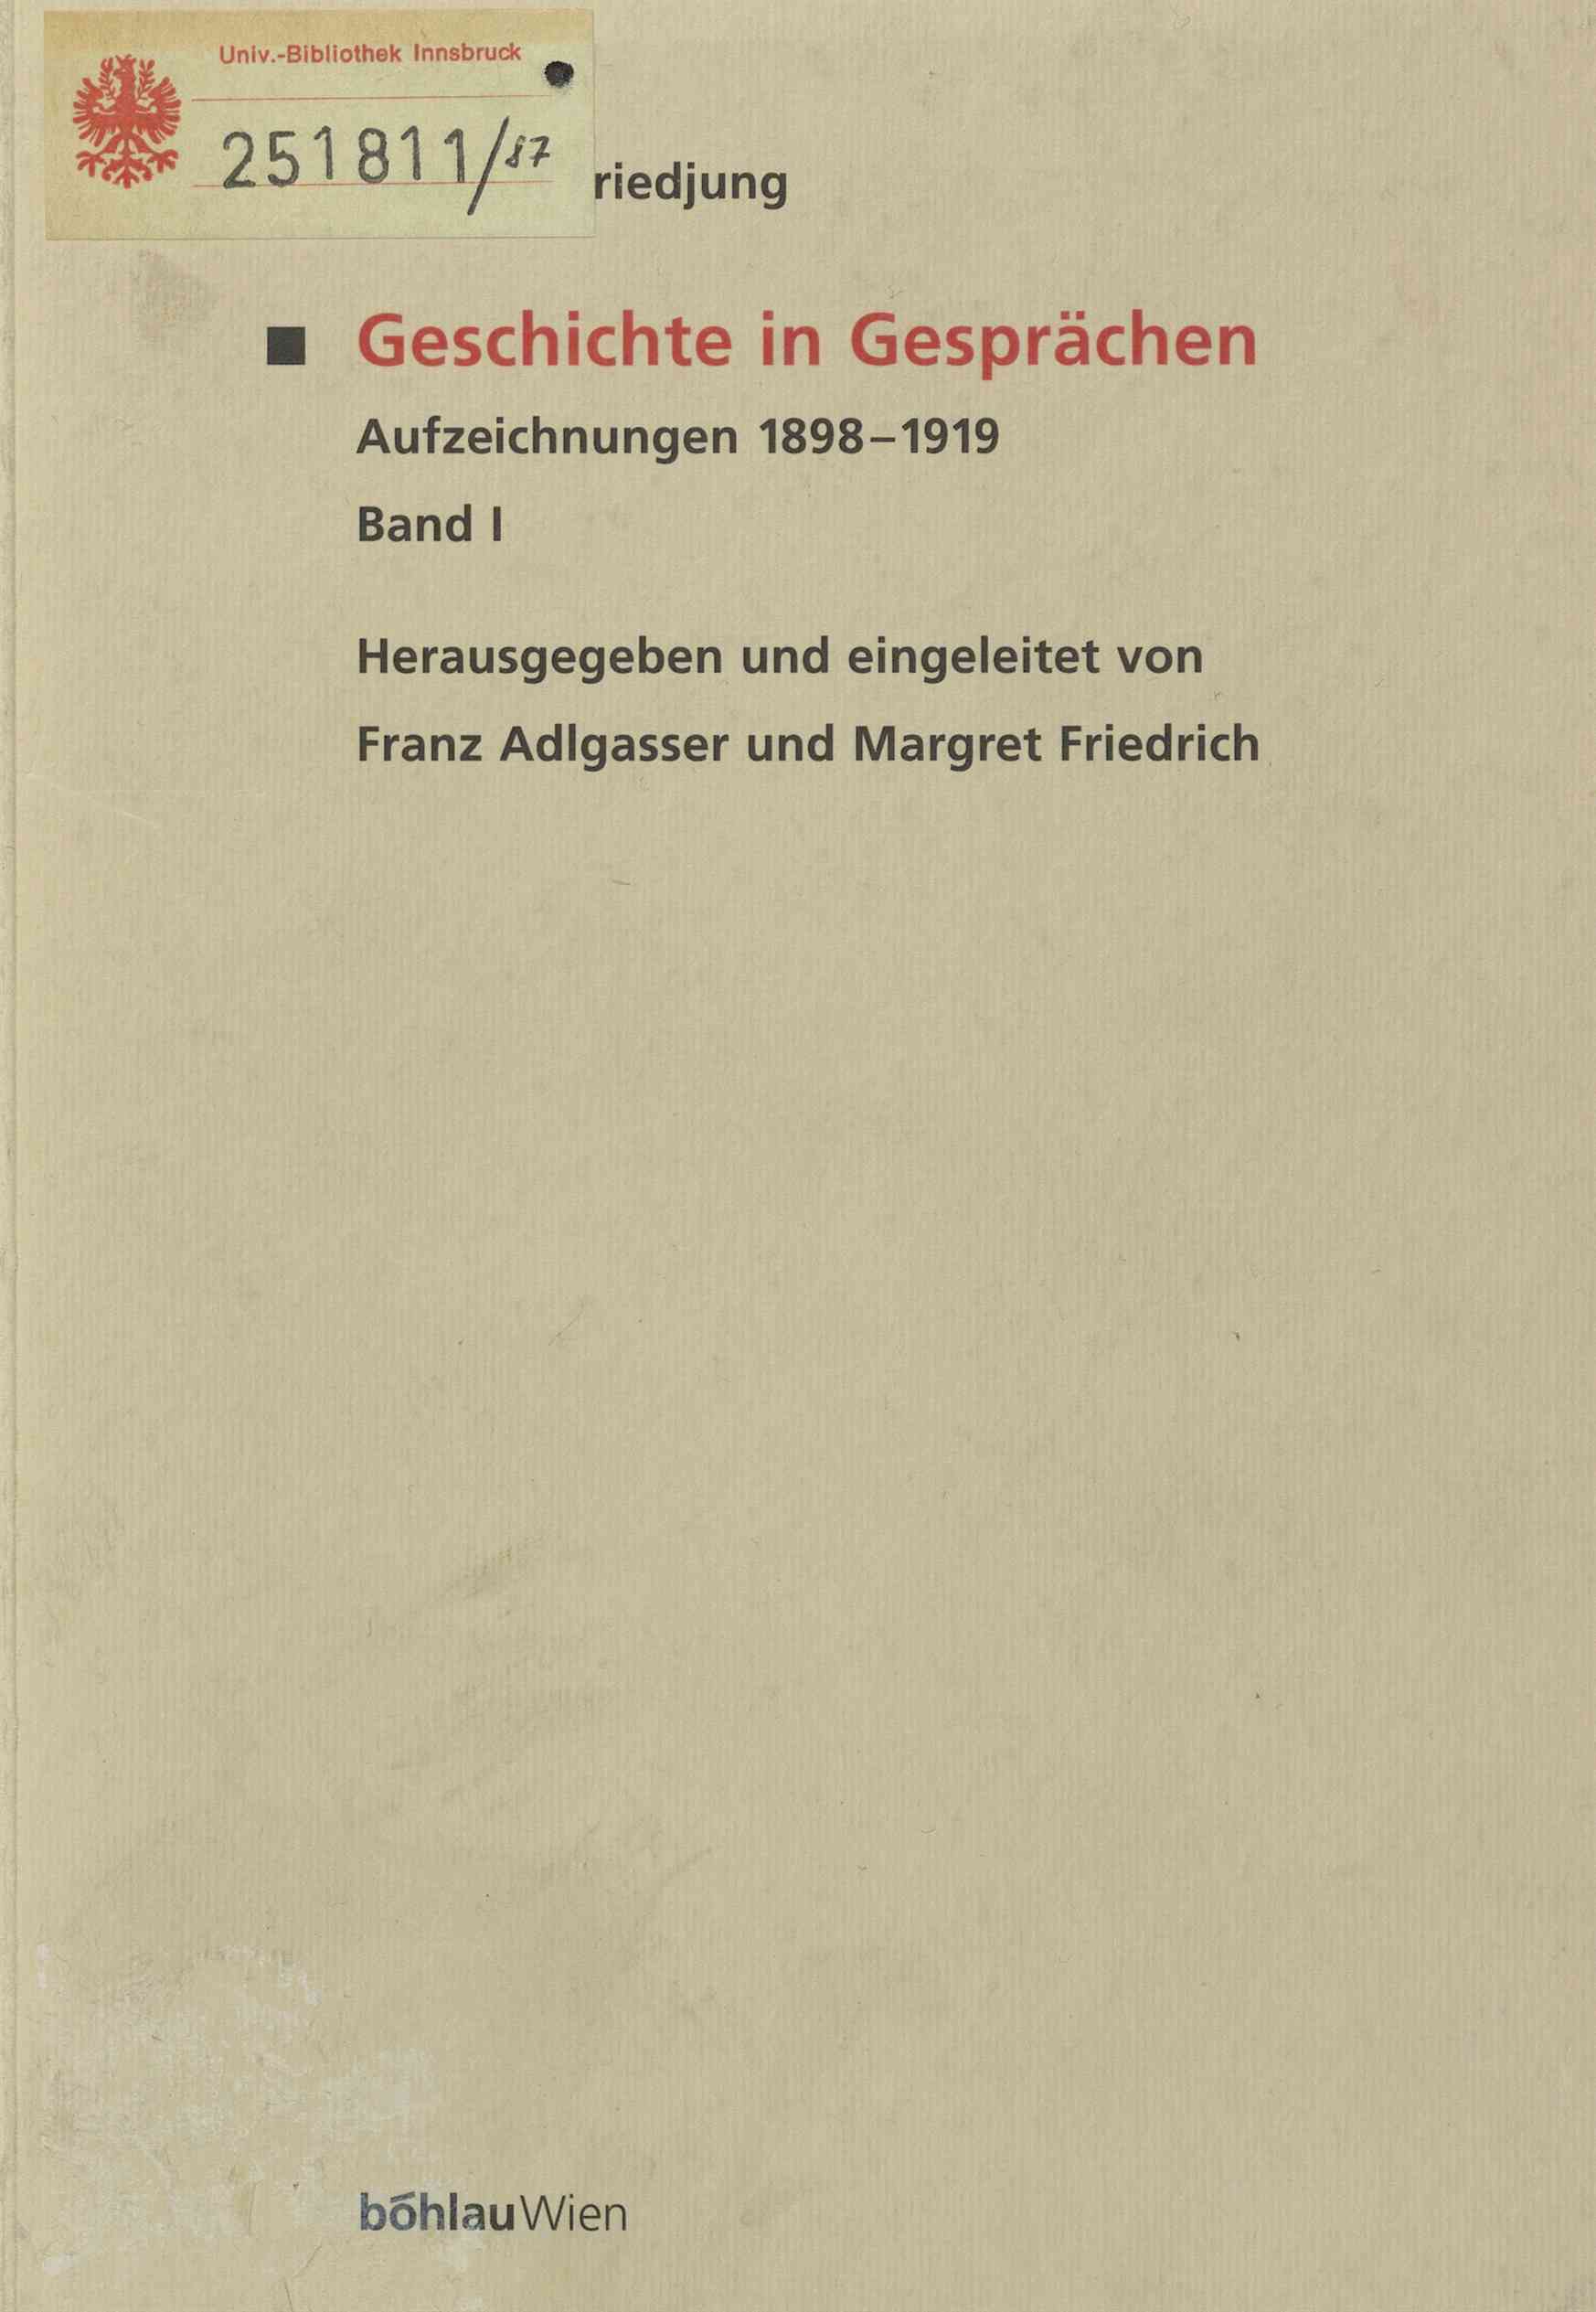 Univ.-Bibliothek Innsbruck
251811/87
riedjung
Geschichte in Gesprächen
Aufzeichnungen 1898–1919
Band I
Herausgegeben und eingeleitet von
Franz Adlgasser und Margret Friedrich
böhlauWien